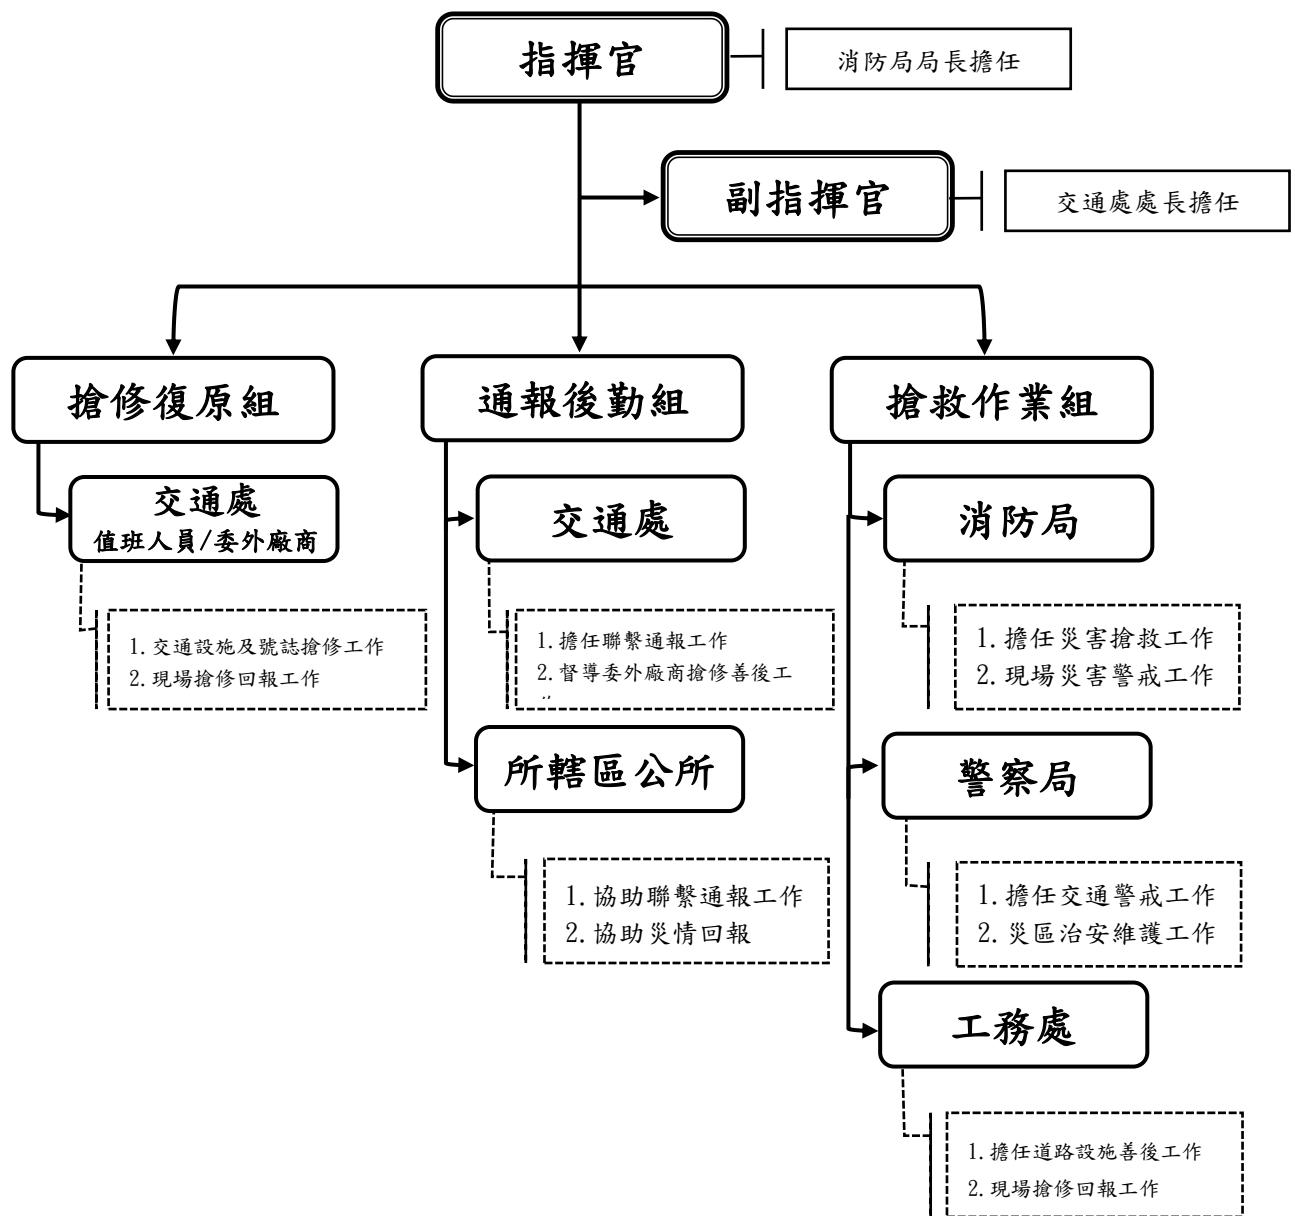 指揮官
消防局局長擔任
副指揮官
交通處處長擔任
搶修復原組
交通處
值班人員/委外廠商
1.交通設施及號誌搶修工作
2.現場搶修回報工作
通報後勤組
交通處
1.擔任聯繫通報工作
2.督導委外廠商搶修善後工
所轄區公所
1.協助聯繫通報工作
2.協助災情回報
搶救作業組
消防局
1.擔任災害搶救工作
2.現場災害警戒工作
警察局
1.擔任交通警戒工作
2.災區治安維護工作
工務處
1.擔任道路設施善後工作
2.現場搶修回報工作